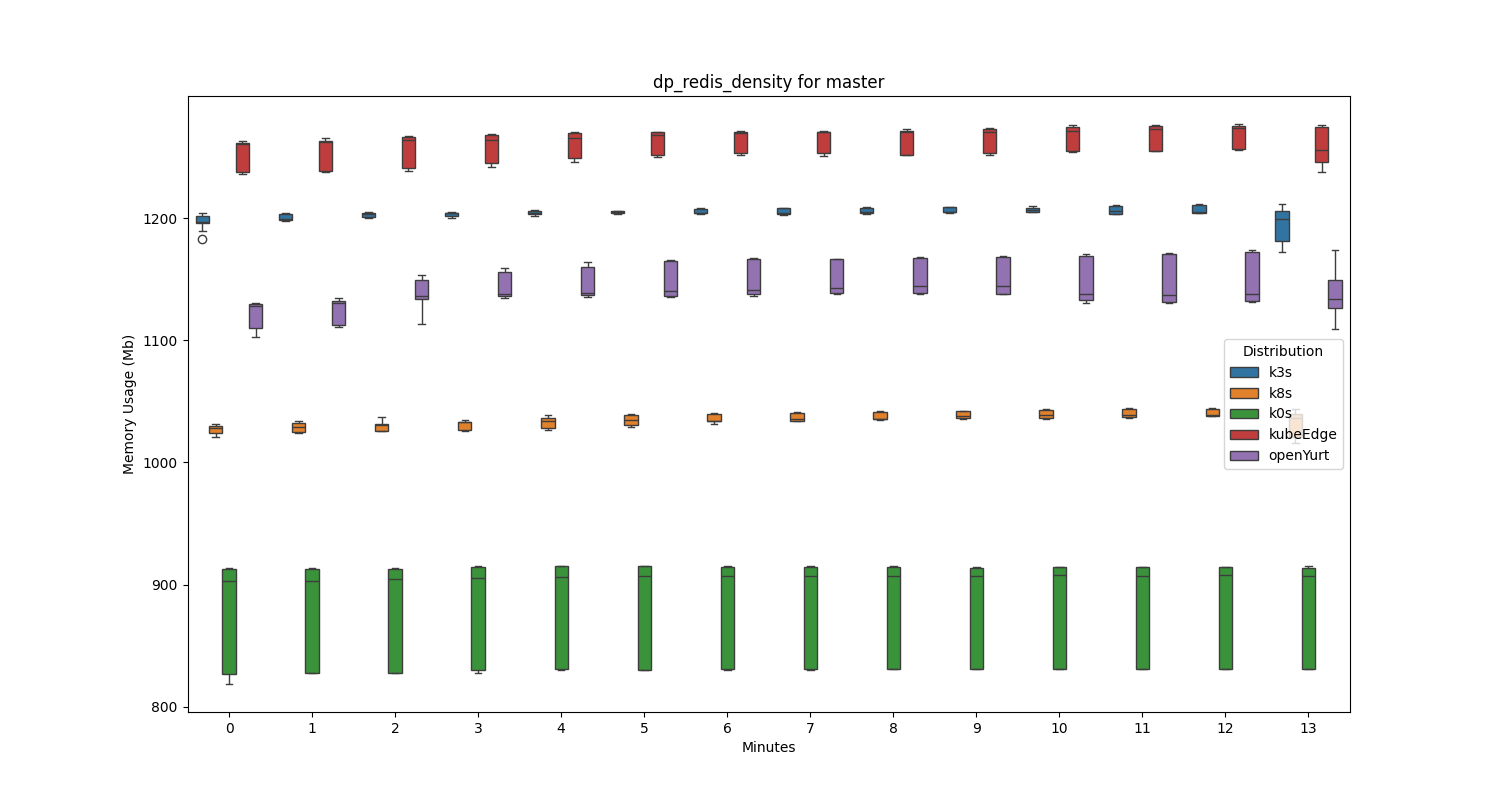 dp_redis_density for master
Memory Usage (Mb)
1200
1100
1000
900
800
Distribution
k3s
k8s
k0s
kubeEdge
openYurt
0 1 2 3 4 5 6 7 8 9 10 11 12 13
Minutes